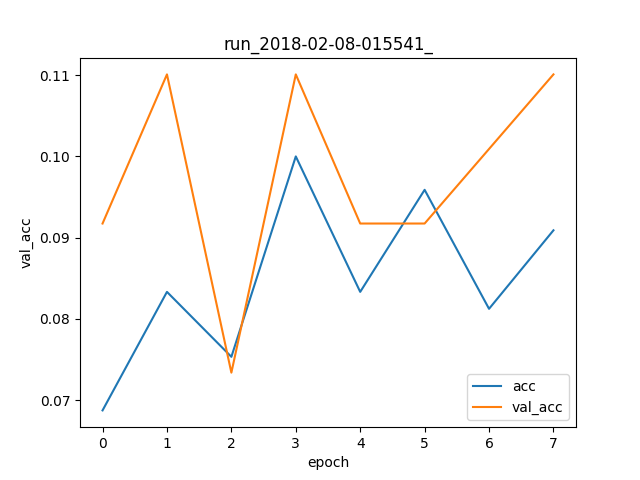 run_2018-02-08-015541_
0.11
0.10
0.09
0.08
0.07
val_acc
0 1 2 3 4 5 6 7
epoch
acc
val_acc